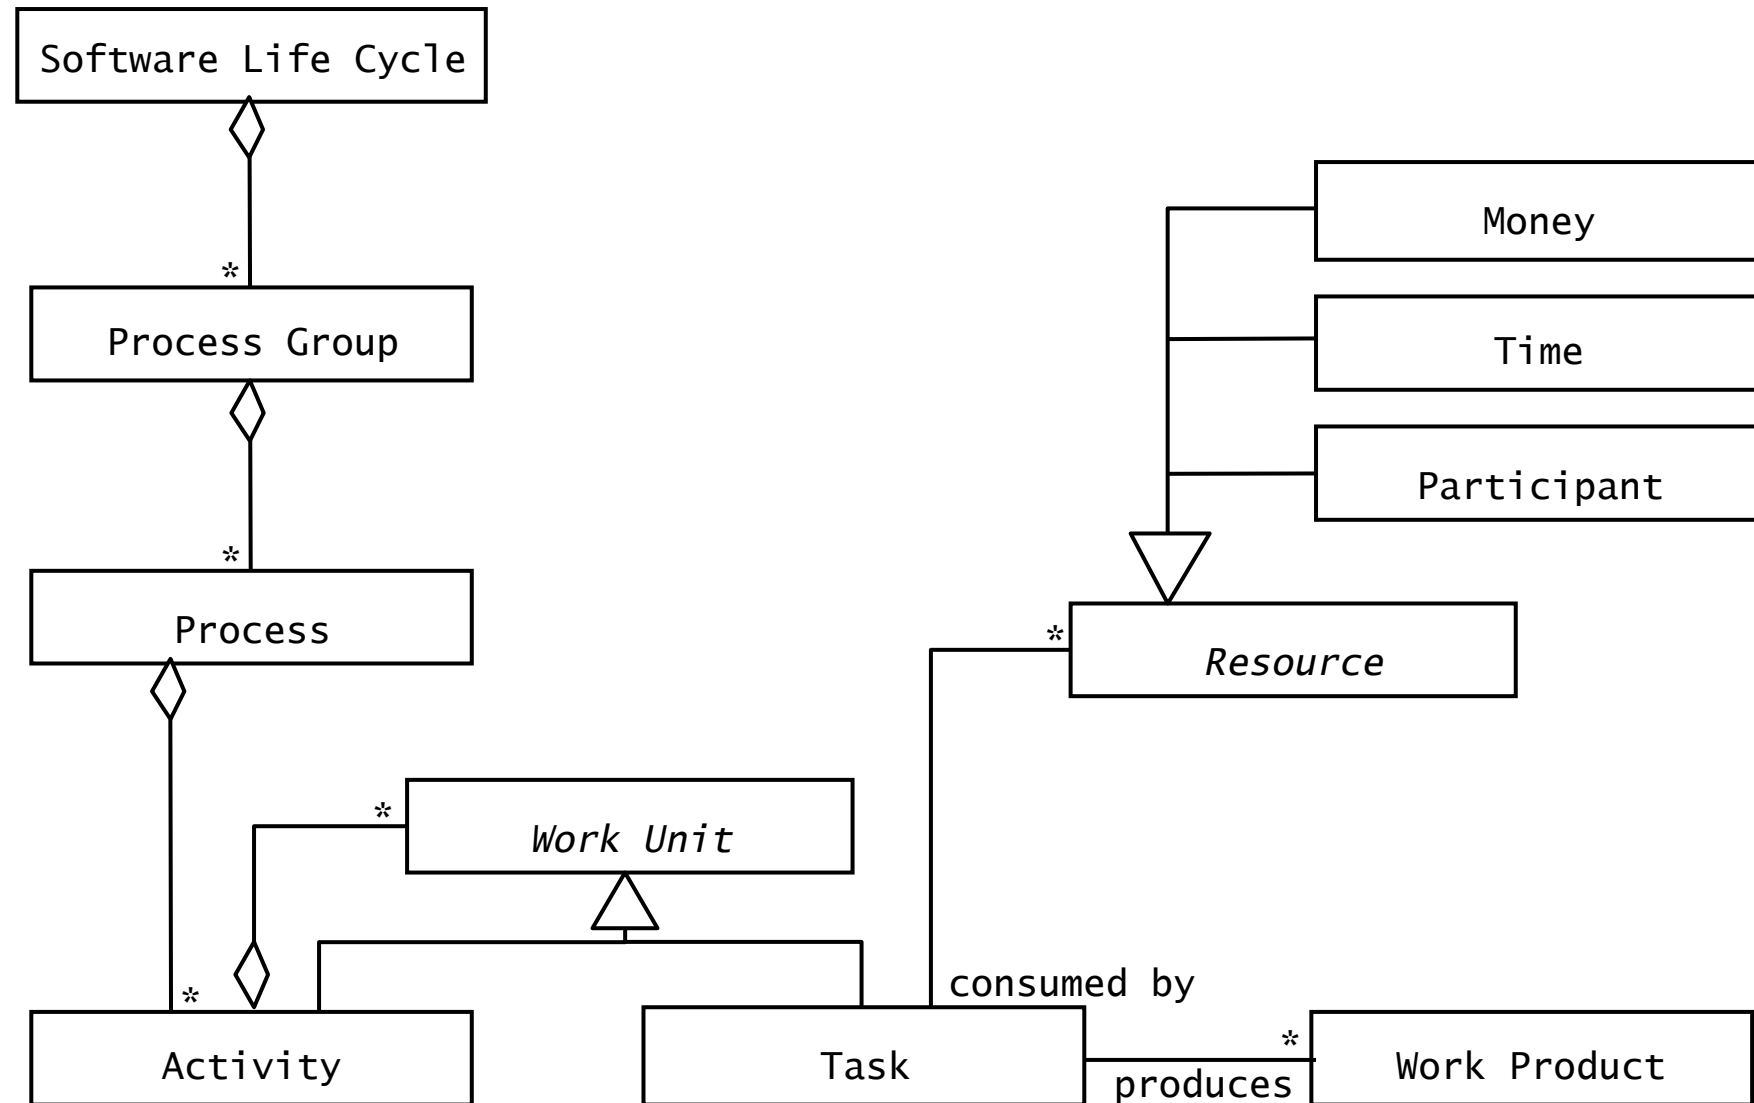 Software Life Cycle
Money
*
Process Group
Time
Participant
*
Process
*
Resource
*
Work Unit
consumed by
*
Activity
Task
*
produces
Work Product